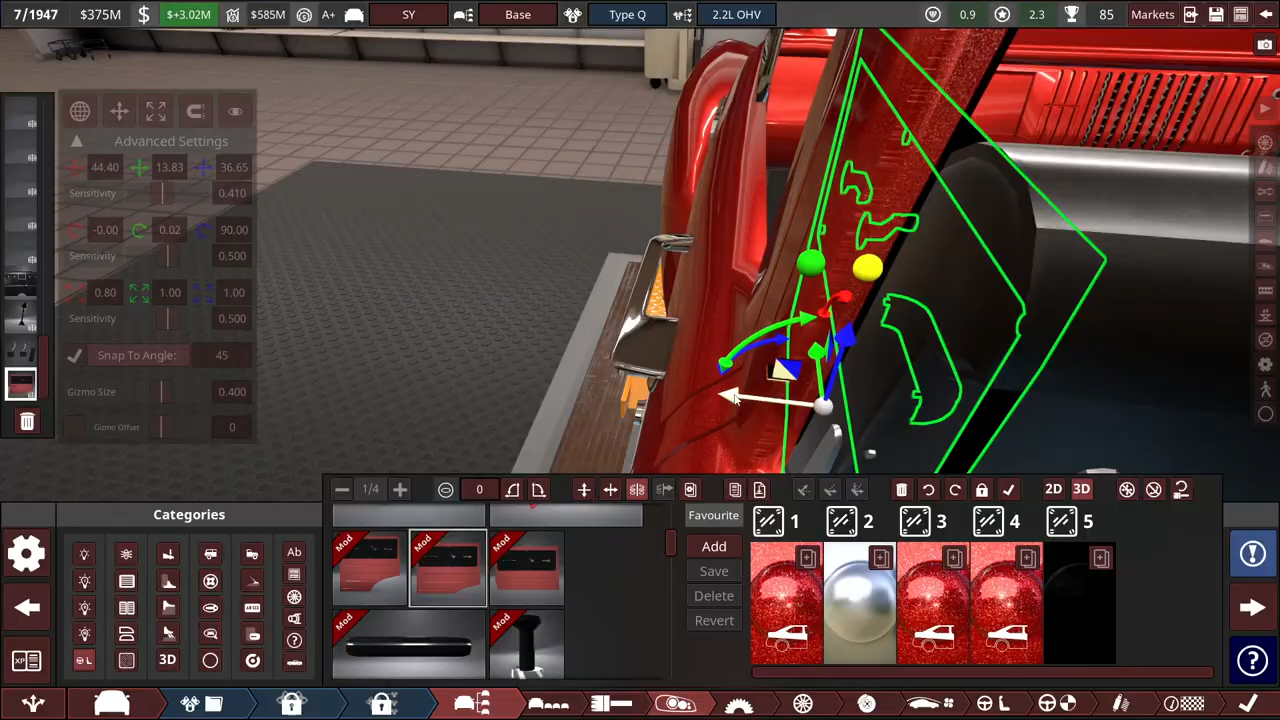 7/1947 $375M $ $+3.02M $585M A+ SY Base Type Q 2.2L OHV 0.9 2.3 85 Markets
Advanced Settings
44.40 13.83 36.65
Sensitivity 0.410
-0.00 0.02 90.00
Sensitivity 0.500
0.80 1.00 1.00
Sensitivity 0.500
Snap To Angle: 45
Gizmo Size 0.400
Gizmo Offset 0
1/4 0 2D 3D
Categories
Favourite 1 2 3 4 5
Mod Mod Mod
Add
Ab
Save
Delete
Mod Mod
Revert
XP L 3D